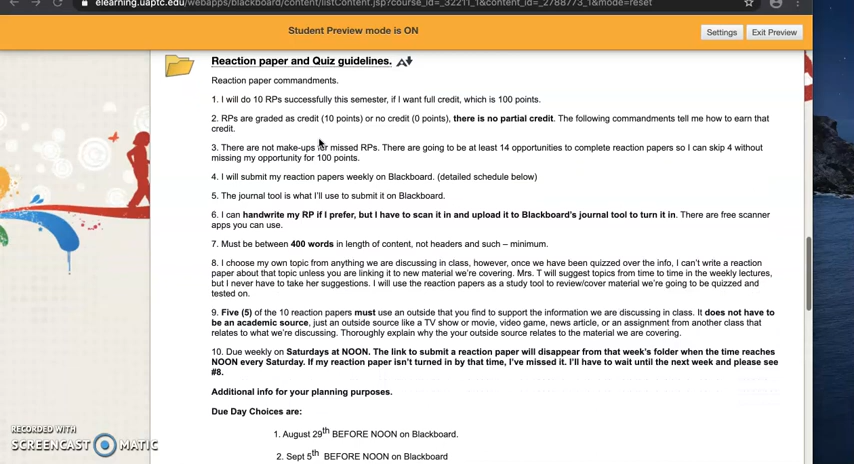 elearning.uaptc.edu/webapps/blackboard/content/listContent.jsp?course_id=_32211_1&content_id=_2788773_1&mode=reset
Student Preview mode is ON
Settings
Exit Preview
Reaction paper and Quiz guidelines.
Reaction paper commandments.
1. I will do 10 RPs successfully this semester, if I want full credit, which is 100 points.
2. RPs are graded as credit (10 points) or no credit (0 points), there is no partial credit. The following commandments tell me how to earn that
credit.
3. There are not make-ups for missed RPs. There are going to be at least 14 opportunities to complete reaction papers so I can skip 4 without
missing my opportunity for 100 points.
4. I will submit my reaction papers weekly on Blackboard. (detailed schedule below)
5. The journal tool is what I'll use to submit it on Blackboard.
6. I can handwrite my RP if I prefer, but I have to scan it in and upload it to Blackboard's journal tool to turn it in. There are free scanner
apps you can use.
7. Must be between 400 words in length of content, not headers and such – minimum.
8. I choose my own topic from anything we are discussing in class, however, once we have been quizzed over the info, I can't write a reaction
paper about that topic unless you are linking it to new material we're covering. Mrs. T will suggest topics from time to time in the weekly lectures,
but I never have to take her suggestions. I will use the reaction papers as a study tool to review/cover material we're going to be quizzed and
tested on.
9. Five (5) of the 10 reaction papers must use an outside that you find to support the information we are discussing in class. It does not have to
be an academic source, just an outside source like a TV show or movie, video game, news article, or an assignment from another class that
relates to what we're discussing. Thoroughly explain why the your outside source relates to the material we are covering.
10. Due weekly on Saturdays at NOON. The link to submit a reaction paper will disappear from that week's folder when the time reaches
NOON every Saturday. If my reaction paper isn't turned in by that time, I've missed it. I'll have to wait until the next week and please see
#8.
Additional info for your planning purposes.
Due Day Choices are:
1. August 29th BEFORE NOON on Blackboard.
2. Sept 5th BEFORE NOON on Blackboard
RECORDED WITH
SCREENCAST MATIC